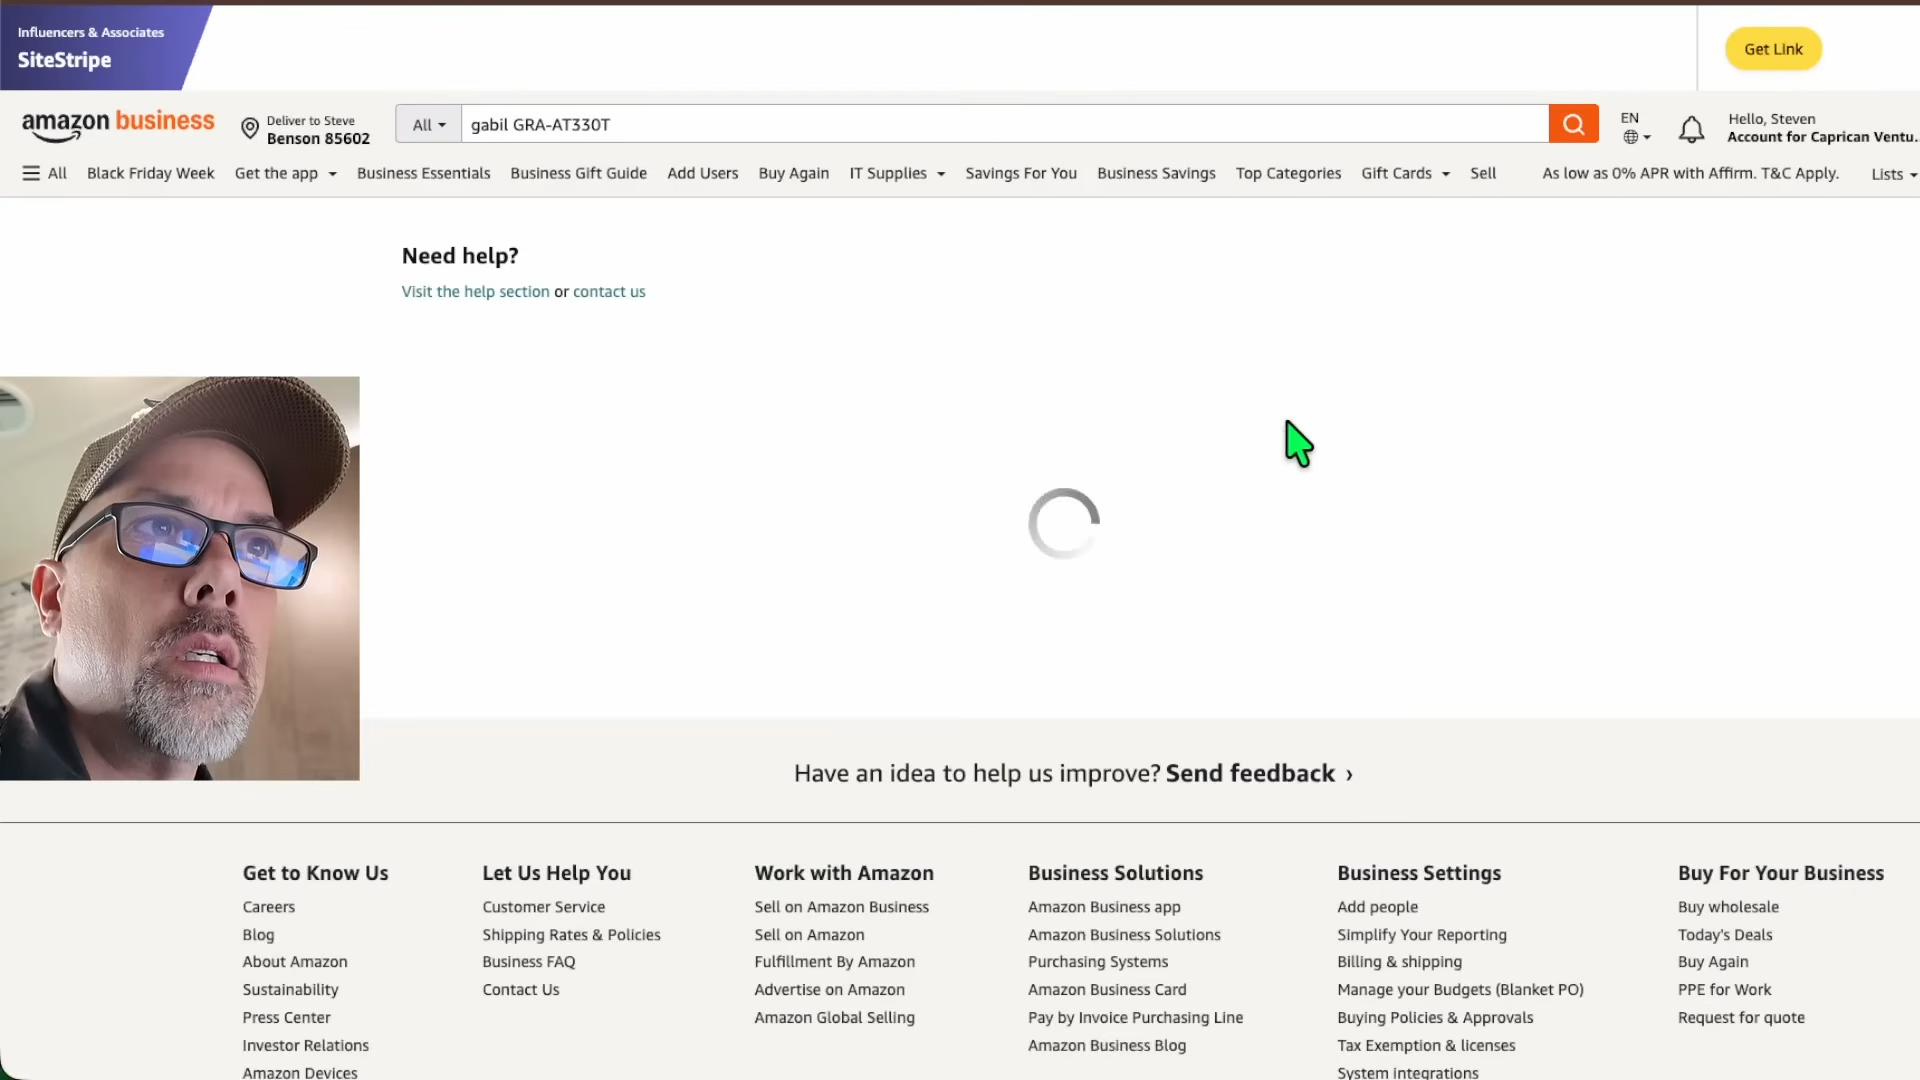 Influencers & Associates
SiteStripe
Get Link
amazon business
Deliver to Steve
Benson 85602
All
gabil GRA-AT330T
EN
Hello, Steven
Account for Caprican Ventu..
All Black Friday Week Get the app Business Essentials Business Gift Guide Add Users Buy Again IT Supplies Savings For You Business Savings Top Categories Gift Cards Sell As low as 0% APR with Affirm. T&C Apply. Lists
Need help?
Visit the help section or contact us
Have an idea to help us improve? Send feedback ›
Get to Know Us
Careers
Blog
About Amazon
Sustainability
Press Center
Investor Relations
Amazon Devices
Let Us Help You
Customer Service
Shipping Rates & Policies
Business FAQ
Contact Us
Work with Amazon
Sell on Amazon Business
Sell on Amazon
Fulfillment By Amazon
Advertise on Amazon
Amazon Global Selling
Business Solutions
Amazon Business app
Amazon Business Solutions
Purchasing Systems
Amazon Business Card
Pay by Invoice Purchasing Line
Amazon Business Blog
Business Settings
Add people
Simplify Your Reporting
Billing & shipping
Manage your Budgets (Blanket PO)
Buying Policies & Approvals
Tax Exemption & licenses
System integrations
Buy For Your Business
Buy wholesale
Today's Deals
Buy Again
PPE for Work
Request for quote